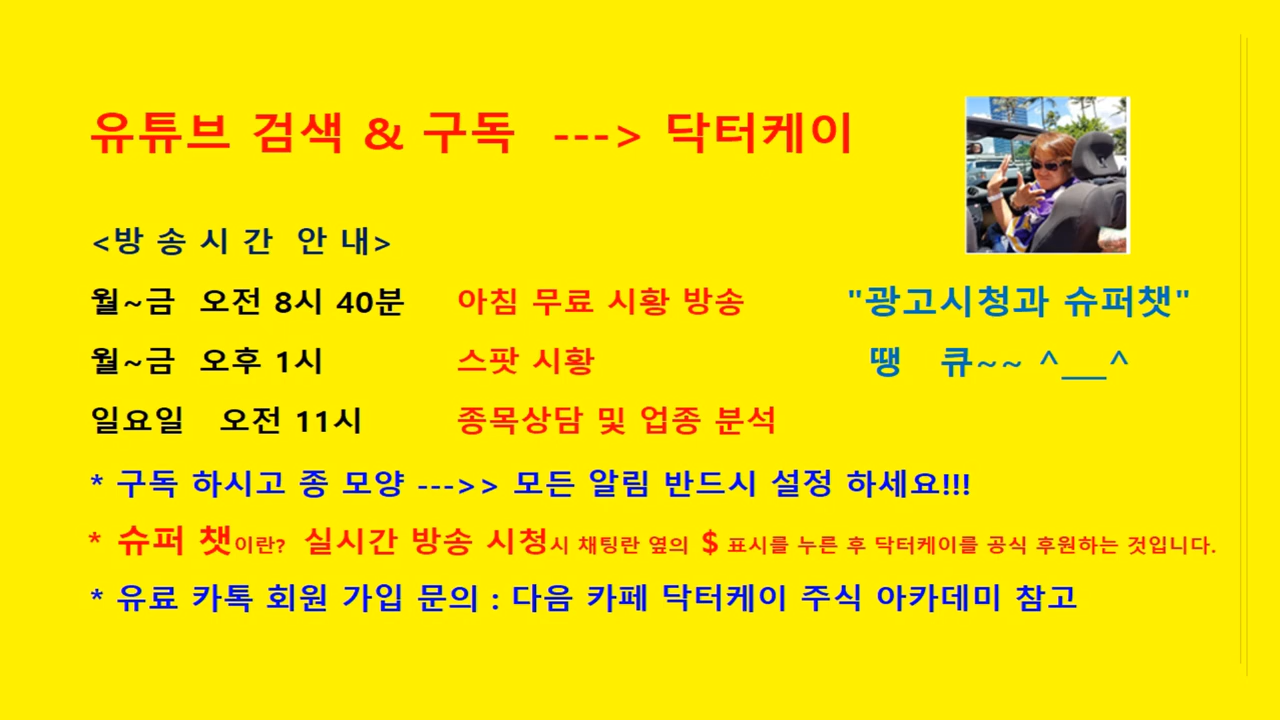 유튜브 검색 & 구독 ---> 닥터케이
<방 송 시 간 안 내>
월~금 오전 8시 40분 아침 무료 시황 방송 "광고시청과 슈퍼챗"
월~금 오후 1시 스팟 시황 땡 큐~~ ^__^
일요일 오전 11시 종목상담 및 업종 분석
* 구독 하시고 종 모양 --->> 모든 알림 반드시 설정 하세요!!!
* 슈퍼 챗이란? 실시간 방송 시청시 채팅란 옆의 $ 표시를 누른 후 닥터케이를 공식 후원하는 것입니다.
* 유료 카톡 회원 가입 문의 : 다음 카페 닥터케이 주식 아카데미 참고